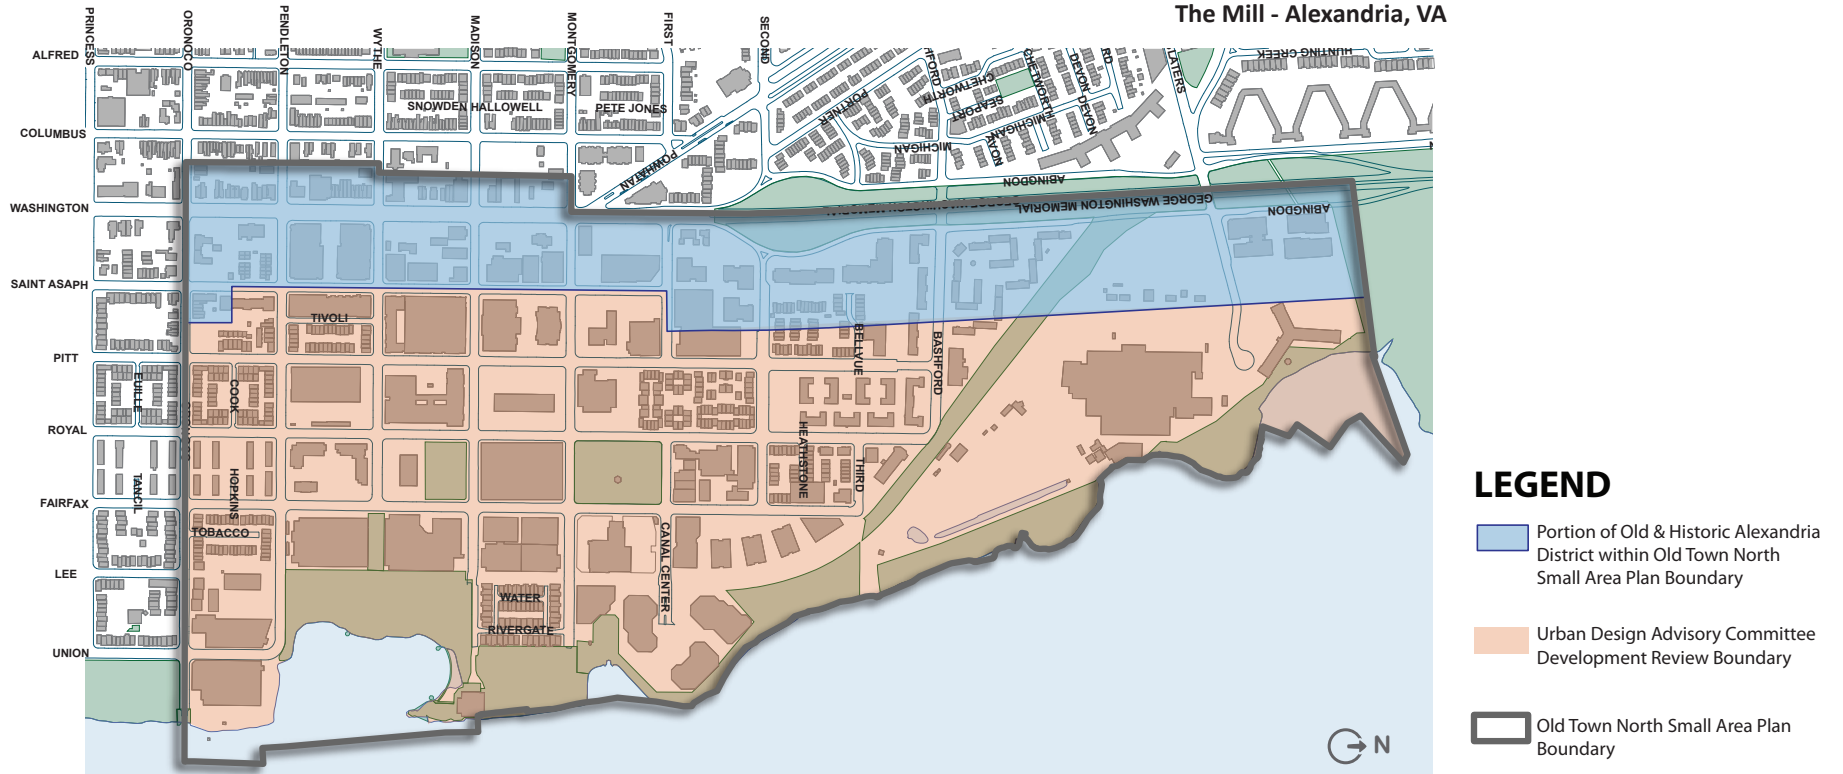 The Mill - Alexandria, VA
PRINCESS
ORONOCO
PENDLETON
WYTHE
MADISON
MONTGOMERY
FIRST
SECOND
ALFRED
COLUMBUS
WASHINGTON
SAINT ASAPH
PITT
ROYAL
FAIRFAX
LEE
UNION
SNOWDEN HALLOWELL
PETE JONES
POWHATAN
PORTNER
CHETWORTH
CHETWORTH
SEAPORT
MICHIGAN
MICHIGAN
NOVAN
DEVON
DEVON
SLATERS
HUNTING CREEK
ABINGDON
GEORGE WASHINGTON MEMORIAL
ABINGDON
TIVOLI
BELLVUE
BASHFORD
EUILLE
COOK
TANCIL
HOPKINS
HEATHSTONE
THIRD
TOBACCO
CANAL CENTER
WATER
RIVERGATE
N
LEGEND
Portion of Old & Historic Alexandria
District within Old Town North
Small Area Plan Boundary
Urban Design Advisory Committee
Development Review Boundary
Old Town North Small Area Plan
Boundary